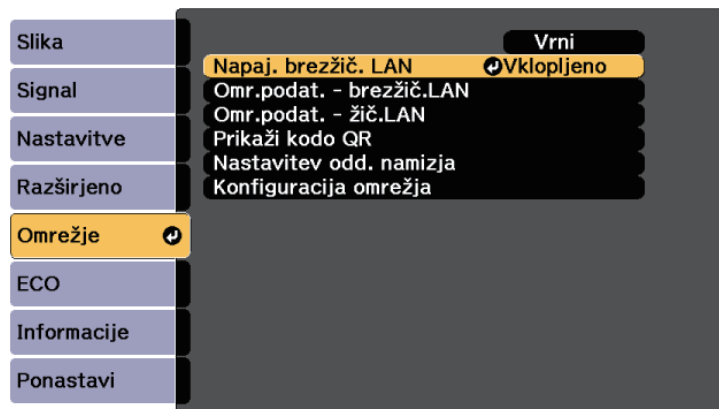 Slika
Signal
Nastavitve
Razširjeno
Omrežje
ECO
Informacije
Ponastavi
Vrni
Napaj. brezžič. LAN Vklopljeno
Omr.podat. - brezžič.LAN
Omr.podat. - žič.LAN
Prikaži kodo QR
Nastavitev odd. namizja
Konfiguracija omrežja